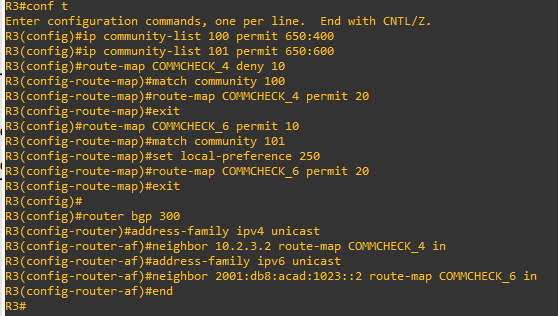 R3#conf t
Enter configuration commands, one per line.  End with CNTL/Z.
R3(config)#ip community-list 100 permit 650:400
R3(config)#ip community-list 101 permit 650:600
R3(config)#route-map COMMCHECK_4 deny 10
R3(config-route-map)#match community 100
R3(config-route-map)#route-map COMMCHECK_4 permit 20
R3(config-route-map)#exit
R3(config)#route-map COMMCHECK_6 permit 10
R3(config-route-map)#match community 101
R3(config-route-map)#set local-preference 250
R3(config-route-map)#route-map COMMCHECK_6 permit 20
R3(config-route-map)#exit
R3(config)#
R3(config)#router bgp 300
R3(config-router)#address-family ipv4 unicast
R3(config-router-af)#neighbor 10.2.3.2 route-map COMMCHECK_4 in
R3(config-router-af)#address-family ipv6 unicast
R3(config-router-af)#neighbor 2001:db8:acad:1023::2 route-map COMMCHECK_6 in
R3(config-router-af)#end
R3#